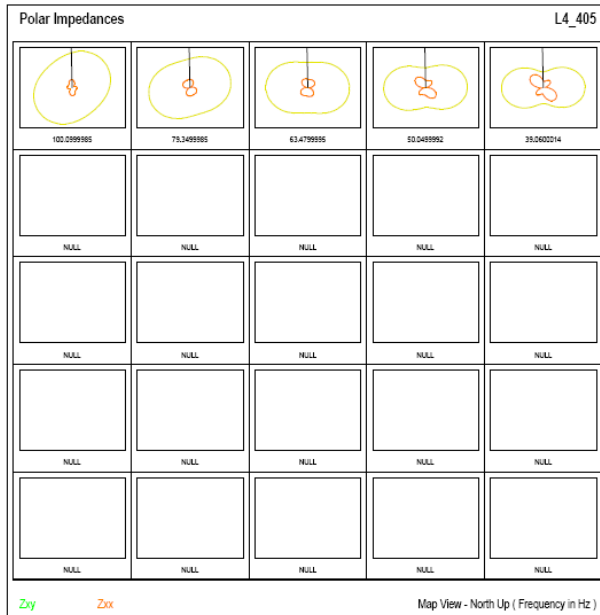 Polar Impedances L4_405
100.0999985 79.3499985 63.4799995 50.0499992 39.0600014
NULL NULL NULL NULL NULL
NULL NULL NULL NULL NULL
NULL NULL NULL NULL NULL
NULL NULL NULL NULL NULL
Zxy Zxx Map View - North Up ( Frequency in Hz )